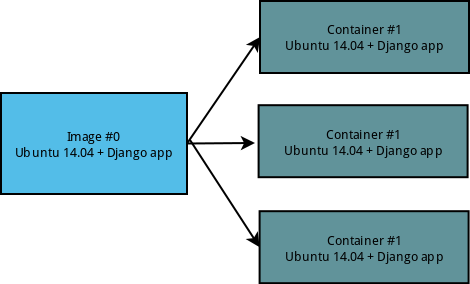 Container #1
Ubuntu 14.04 + Django app
Image #0
Ubuntu 14.04 + Django app
Container #1
Ubuntu 14.04 + Django app
Container #1
Ubuntu 14.04 + Django app